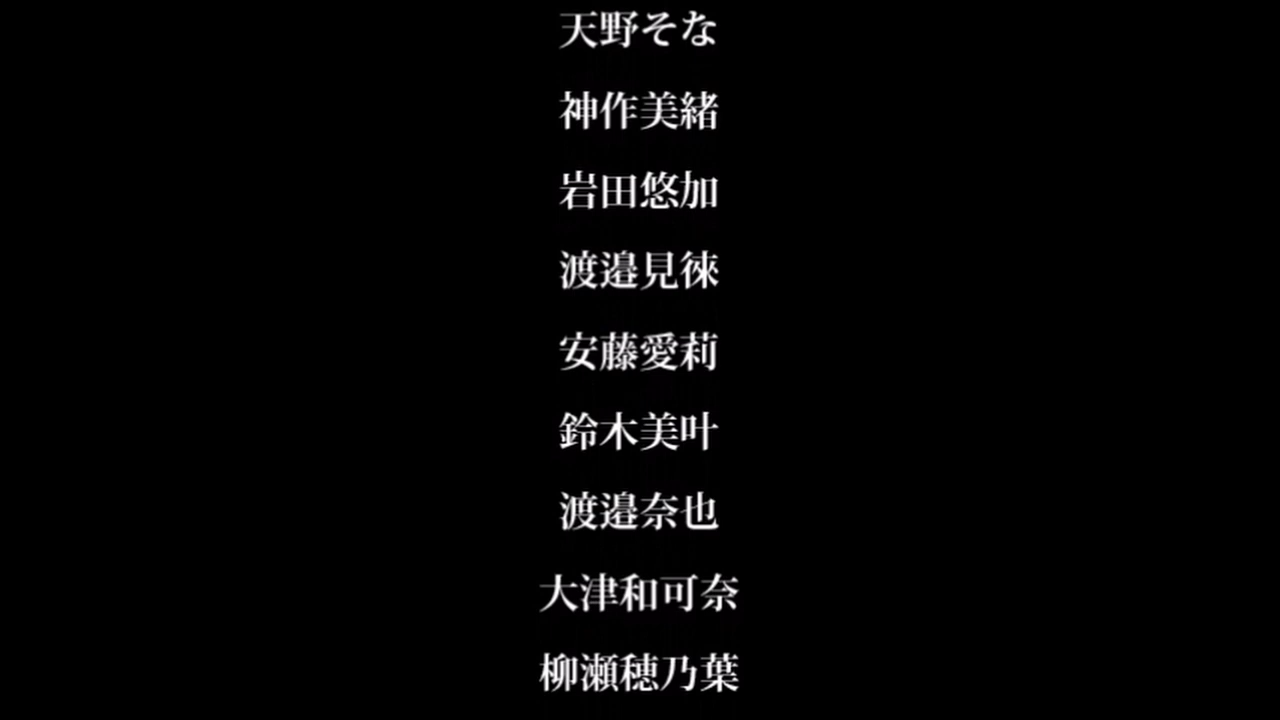 天野そな
神作美緒
岩田悠加
渡邉見徠
安藤愛莉
鈴木美叶
渡邉奈也
大津和可奈
柳瀬穂乃葉